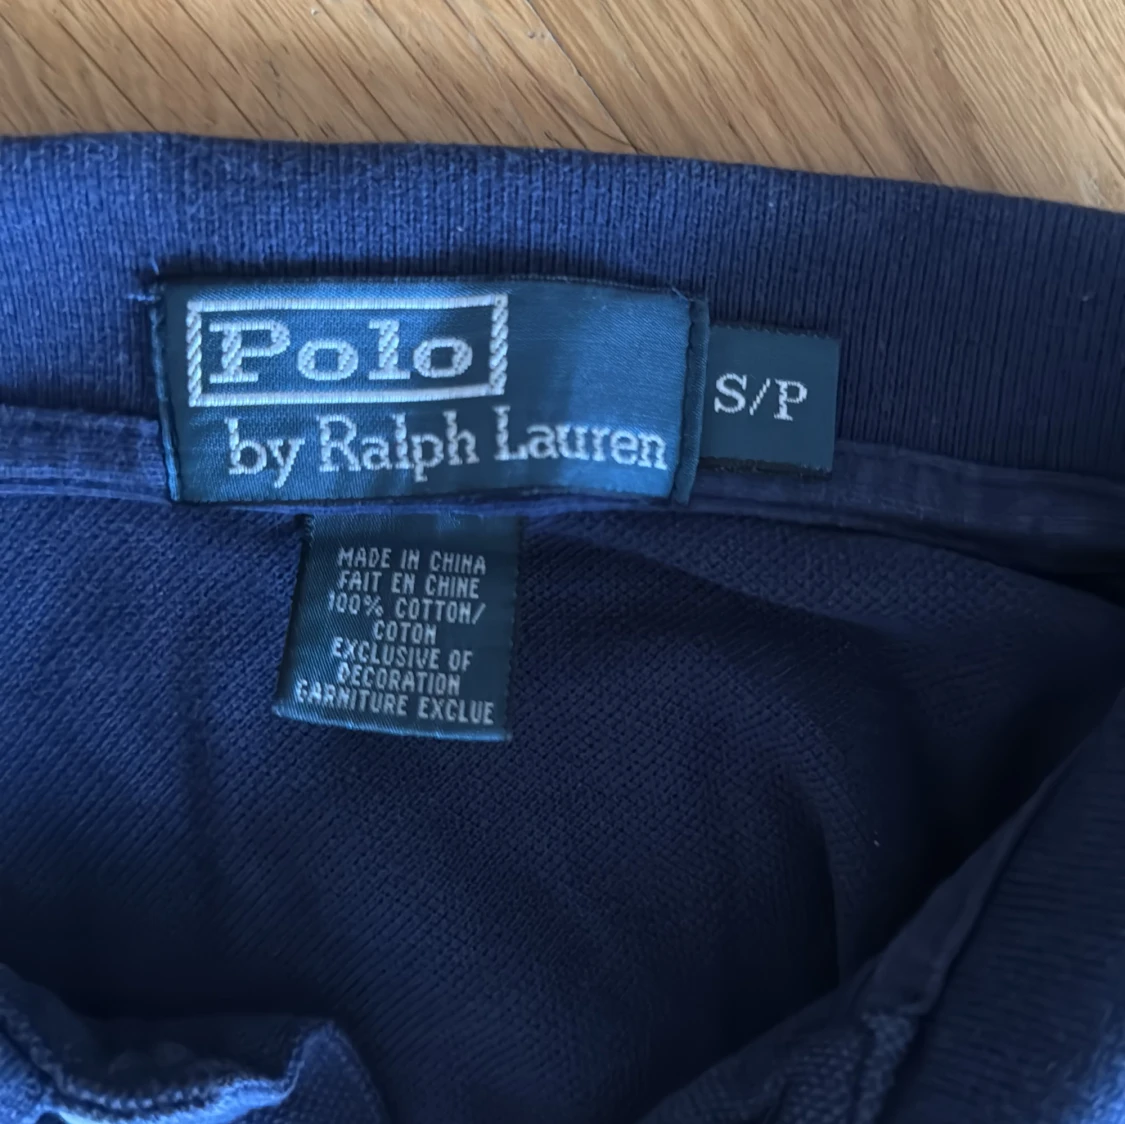 Polo
by Ralph Lauren
S/P
MADE IN CHINA
FAIT EN CHINE
100% COTTON/
COTON
EXCLUSIVE OF
DECORATION
GARNITURE EXCLUE